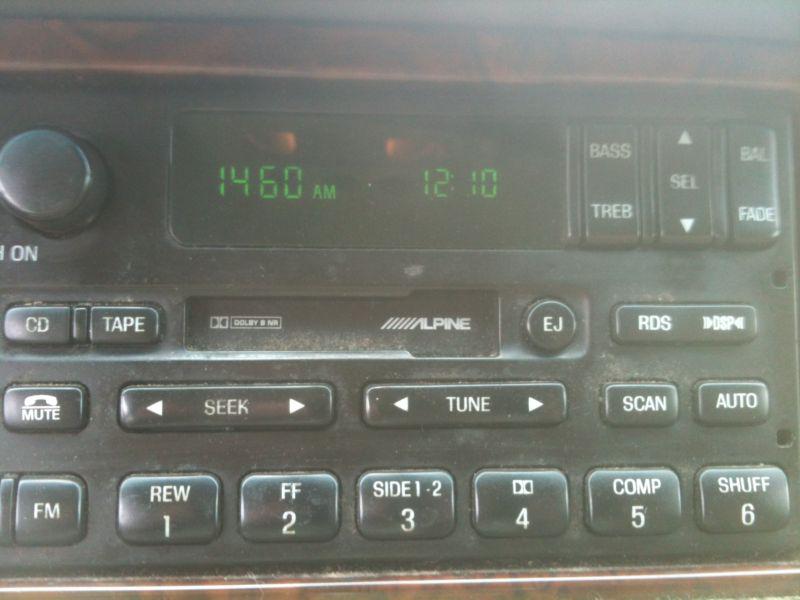 1460 AM 12:10
BASS SEL BAL
TREB FADE
H ON
CD TAPE DOLBY B NR ALPINE EJ RDS DSP
MUTE SEEK TUNE SCAN AUTO
FM REW FF SIDE 1-2 COMP SHUFF
1 2 3 4 5 6